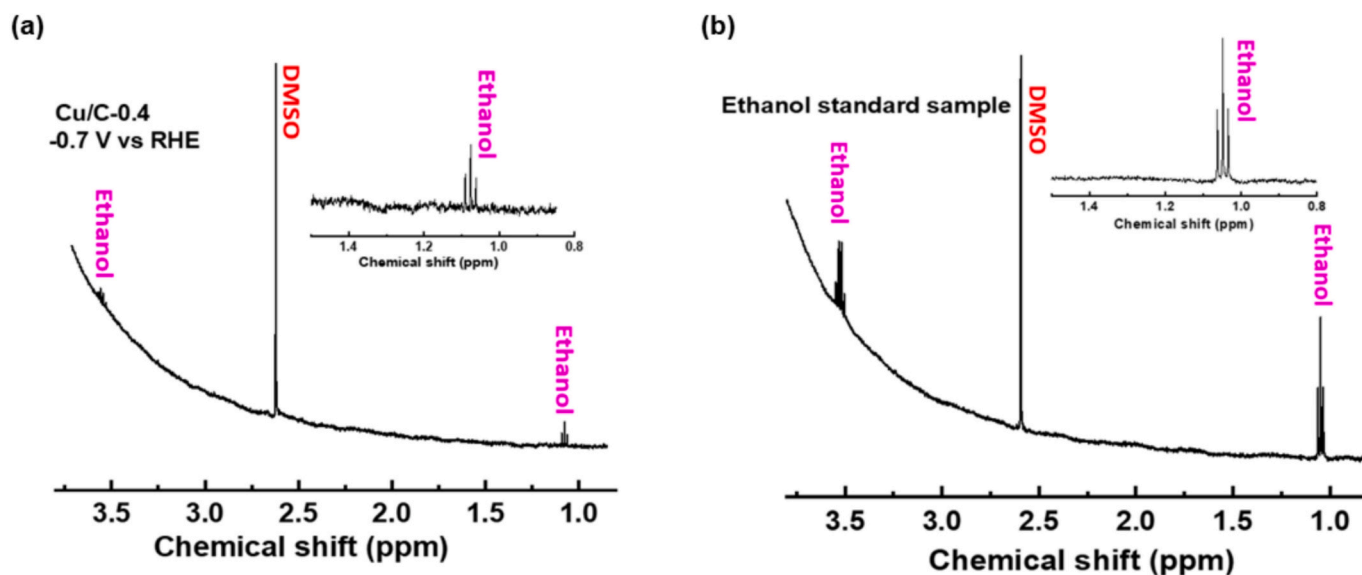 (a)
Cu/C-0.4
-0.7 V vs RHE
Ethanol
DMSO
Ethanol
1.4 1.2 1.0 0.8
Chemical shift (ppm)
Ethanol
3.5 3.0 2.5 2.0 1.5 1.0
Chemical shift (ppm)
(b)
Ethanol standard sample
Ethanol
DMSO
Ethanol
1.4 1.2 1.0 0.8
Chemical shift (ppm)
Ethanol
3.5 3.0 2.5 2.0 1.5 1.0
Chemical shift (ppm)